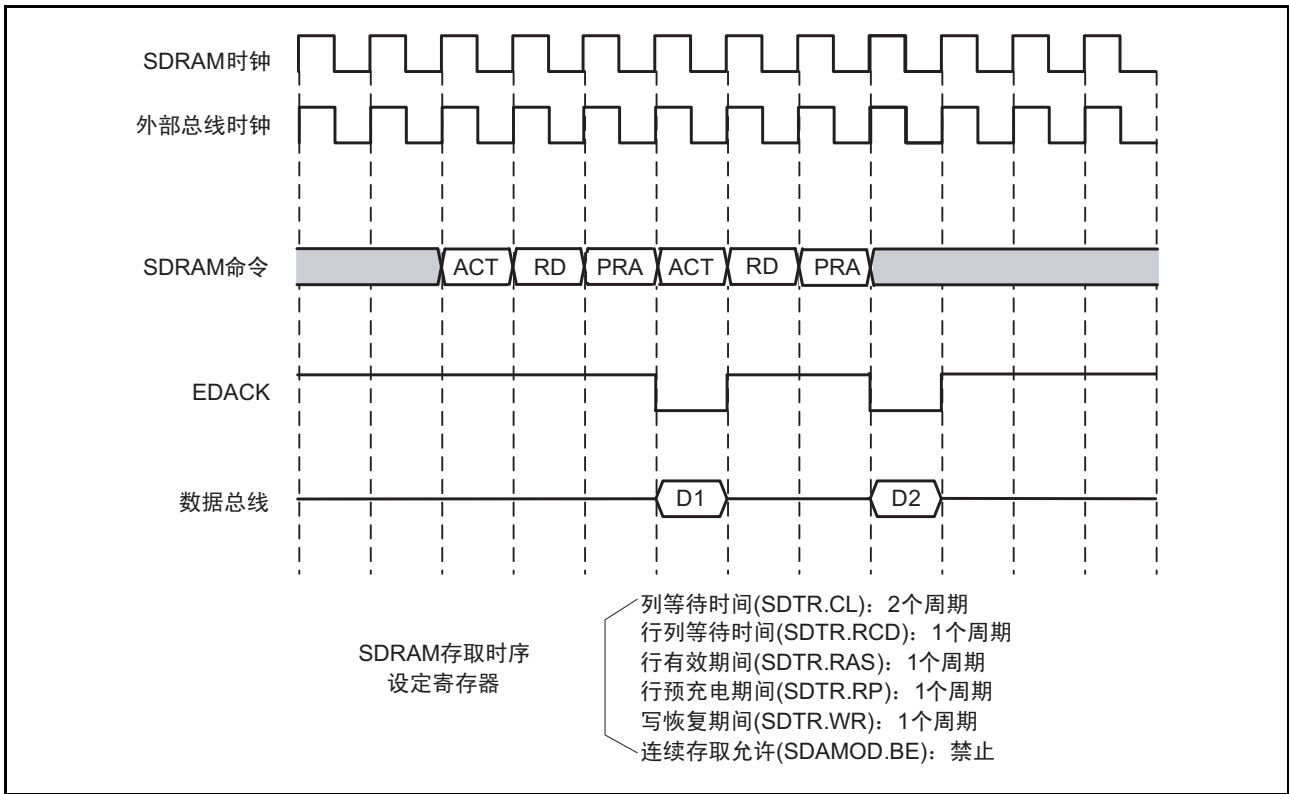 SDRAM时钟
外部总线时钟
SDRAM命令 ACT RD PRA ACT RD PRA
EDACK
数据总线 D1 D2
SDRAM存取时序
设定寄存器
列等待时间(SDTR.CL)：2个周期
行列等待时间(SDTR.RCD)：1个周期
行有效期间(SDTR.RAS)：1个周期
行预充电期间(SDTR.RP)：1个周期
写恢复期间(SDTR.WR)：1个周期
连续存取允许(SDAMOD.BE)：禁止